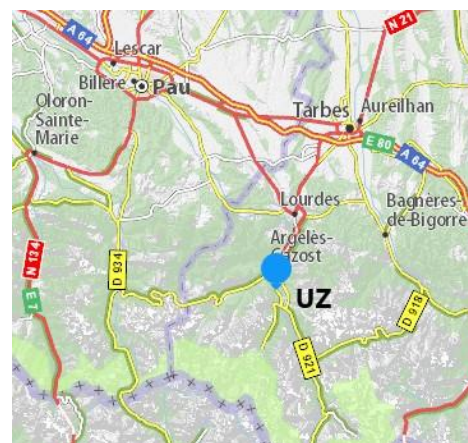 N 21
A 64
Lescar
Billère
Pau
Oloron-
Sainte-
Marie
Tarbes
Aureilhan
E 80
A 64
Lourdes
Bagnères-
de-Bigorre
Argelès-
Gazost
N 134
E 7
D 934
UZ
D 918
D 921